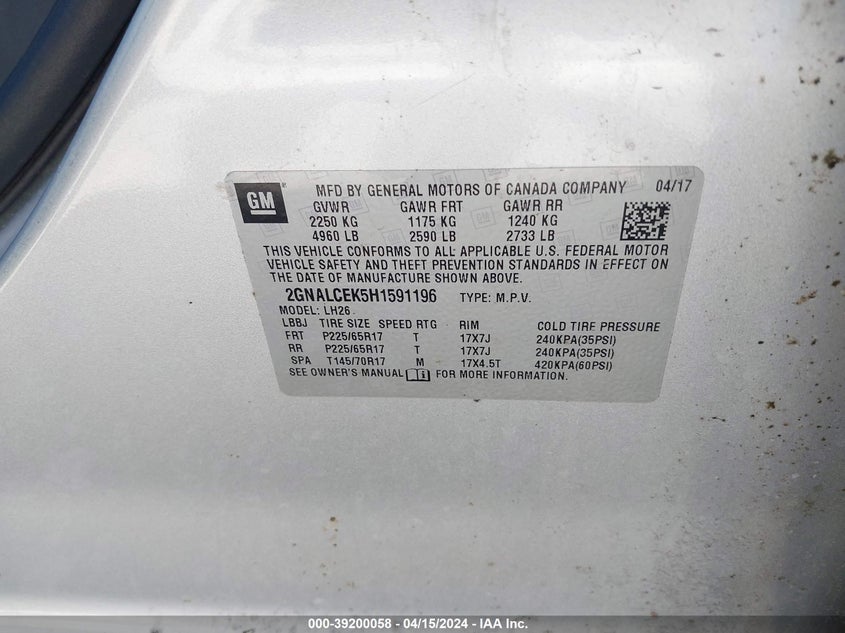 GM MFD BY GENERAL MOTORS OF CANADA COMPANY 04/17
GVWR GAWR FRT GAWR RR
2250 KG 1175 KG 1240 KG
4960 LB 2590 LB 2733 LB
THIS VEHICLE CONFORMS TO ALL APPLICABLE U.S. FEDERAL MOTOR
VEHICLE SAFETY AND THEFT PREVENTION STANDARDS IN EFFECT ON
THE DATE OF MANUFACTURE SHOWN ABOVE.
2GNALCEK5H1591196 TYPE: M.P.V.
MODEL: LH26
LBBJ TIRE SIZE SPEED RTG RIM COLD TIRE PRESSURE
FRT P225/65R17 T 17X7J 240KPA(35PSI)
RR P225/65R17 T 17X7J 240KPA(35PSI)
SPA T145/70R17 M 17X4.5T 420KPA(60PSI)
SEE OWNER'S MANUAL i FOR MORE INFORMATION.
000-39200058 - 04/15/2024 - IAA Inc.